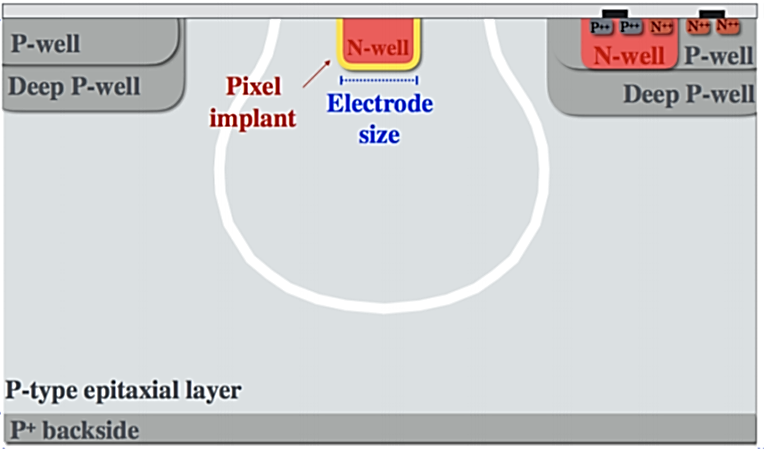 P-well
Deep P-well
N-well
Pixel
implant
Electrode
size
P++ P++ N++ N++ N++
N-well P-well
Deep P-well
P-type epitaxial layer
P+ backside